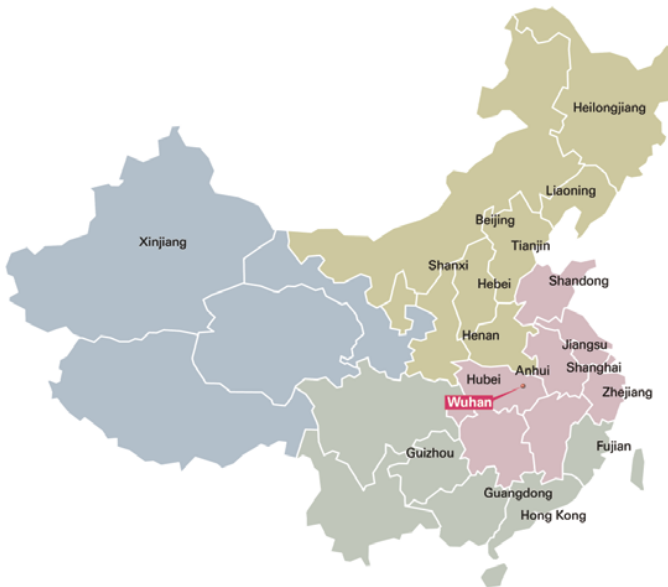 Heilongjiang
Liaoning
Beijing
Tianjin
Xinjiang
Shanxi
Hebei
Shandong
Henan
Jiangsu
Anhui
Shanghai
Hubei
Zhejiang
Wuhan
Fujian
Guizhou
Guangdong
Hong Kong